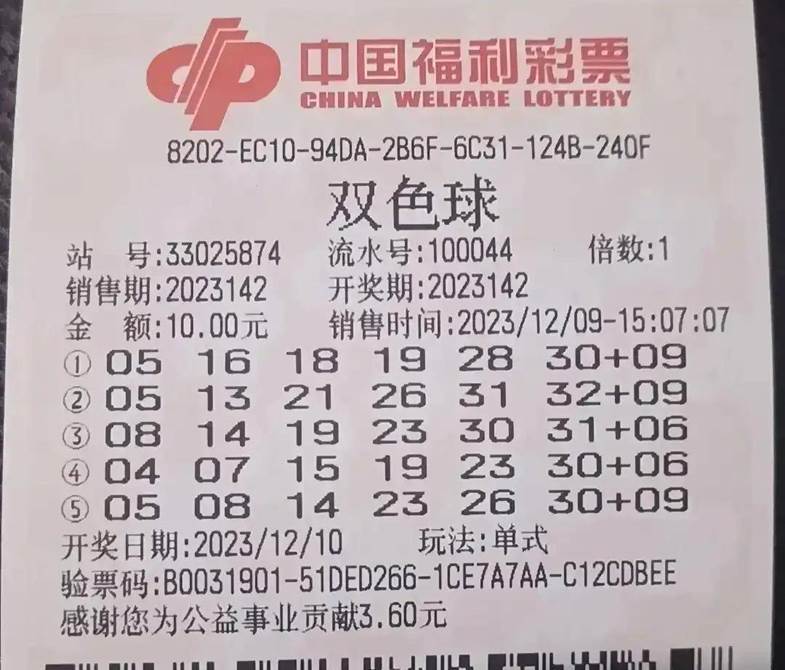 中国福利彩票
CHINA WELFARE LOTTERY
8202-EC10-94DA-2B6F-6C31-124B-240F
双色球
站 号:33025874 流水号:100044 倍数:1
销售期:2023142 开奖期:2023142
金 额:10.00元 销售时间:2023/12/09-15:07:07
① 05 16 18 19 28 30+09
② 05 13 21 26 31 32+09
③ 08 14 19 23 30 31+06
④ 04 07 15 19 23 30+06
⑤ 05 08 14 23 26 30+09
开奖日期:2023/12/10 玩法:单式
验票码:B0031901-51DED266-1CE7A7AA-C12CDBEE
感谢您为公益事业贡献3.60元